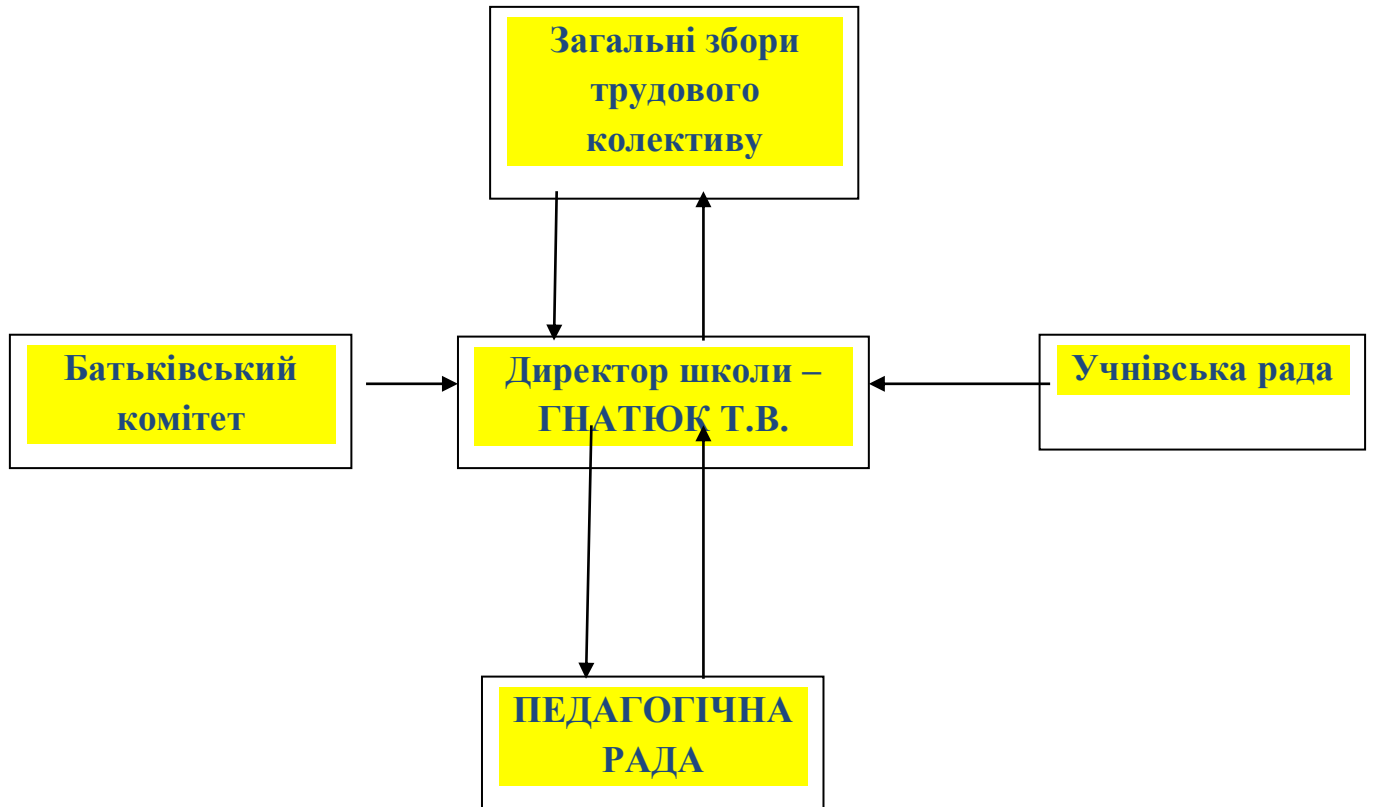 Загальні збори
трудового
колективу
Батьківський
комітет
Директор школи –
ГНАТЮК Т.В.
Учнівська рада
ПЕДАГОГІЧНА
РАДА